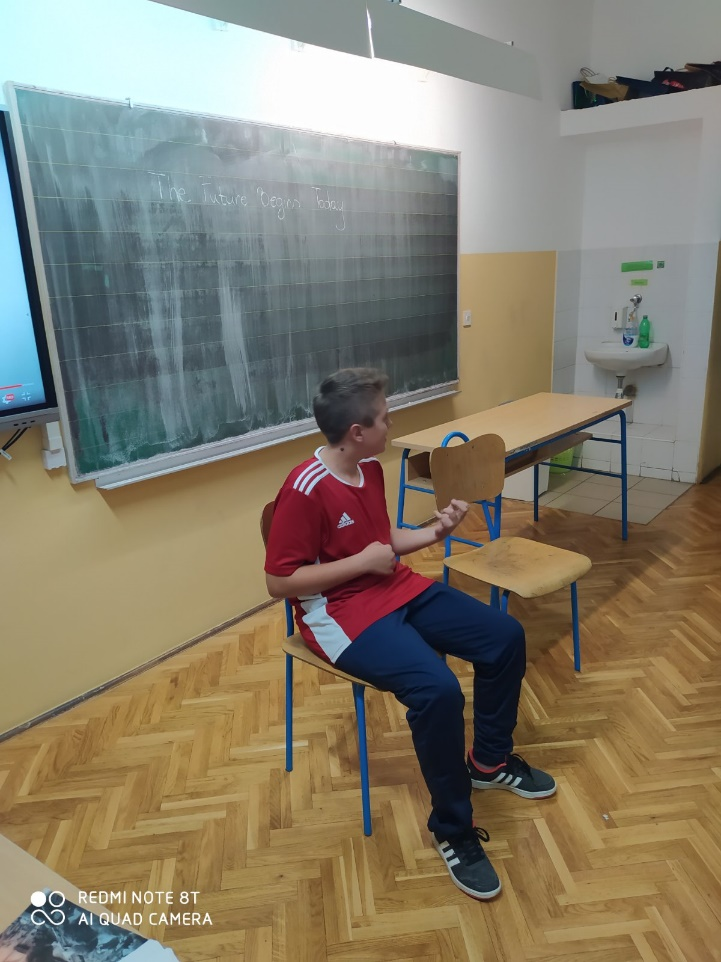 The Future Begins Today
adidas
REDMI NOTE 8T
AI QUAD CAMERA